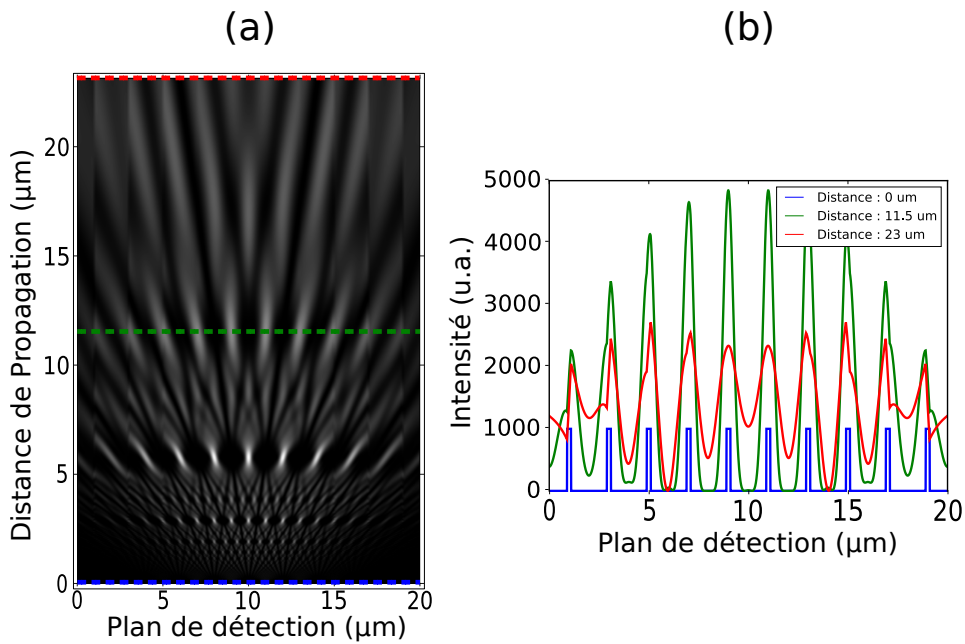 (a)
(b)
Distance de Propagation (µm)
20
15
10
5
0
0 5 10 15 20
Plan de détection (µm)
Intensité (u.a.)
5000
4000
3000
2000
1000
0
0 5 10 15 20
Plan de détection (µm)
Distance : 0 um
Distance : 11.5 um
Distance : 23 um